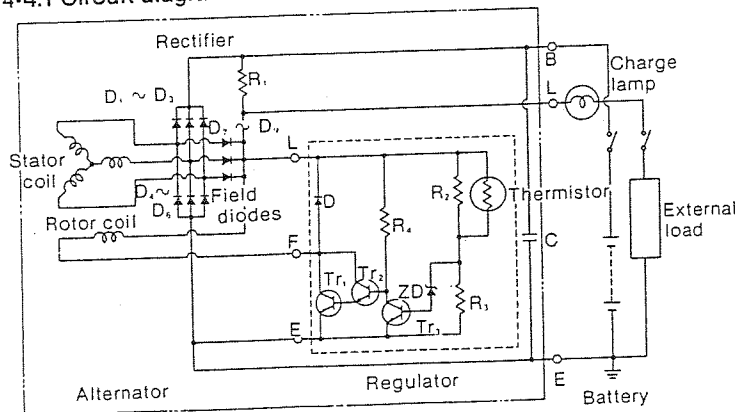 4-4.1 Circuit diagr
Rectifier
B
Charge
lamp
R₁
L
D₁ ~ D₃
D₇ ~ D₉
L
Stator
coil
D₄~
D₆
Field
diodes
D
R₂
Thermistor
R₄
Rotor coil
External
load
F
C
Tr₁
Tr₂
ZD
R₃
E
Tr₃
E
Alternator
Regulator
Battery